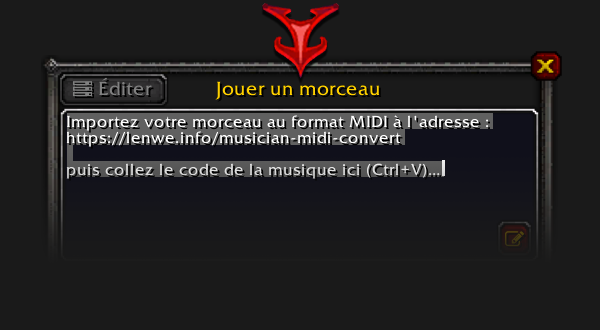 Éditer
Jouer un morceau
Importez votre morceau au format MIDI à l'adresse :
https://lenwe.info/musician-midi-convert
puis collez le code de la musique ici (Ctrl+V)...